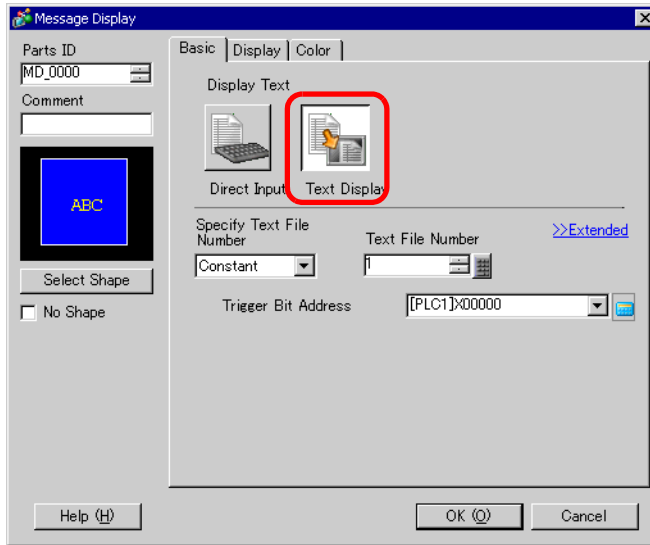 Message Display
Parts ID
MD_0000
Comment
ABC
Select Shape
No Shape
Basic
Display
Color
Display Text
Direct Input
Text Display
Specify Text File
Number
Text File Number
>>Extended
Constant
1
Trigger Bit Address
[PLC1]X00000
Help (H)
OK (O)
Cancel